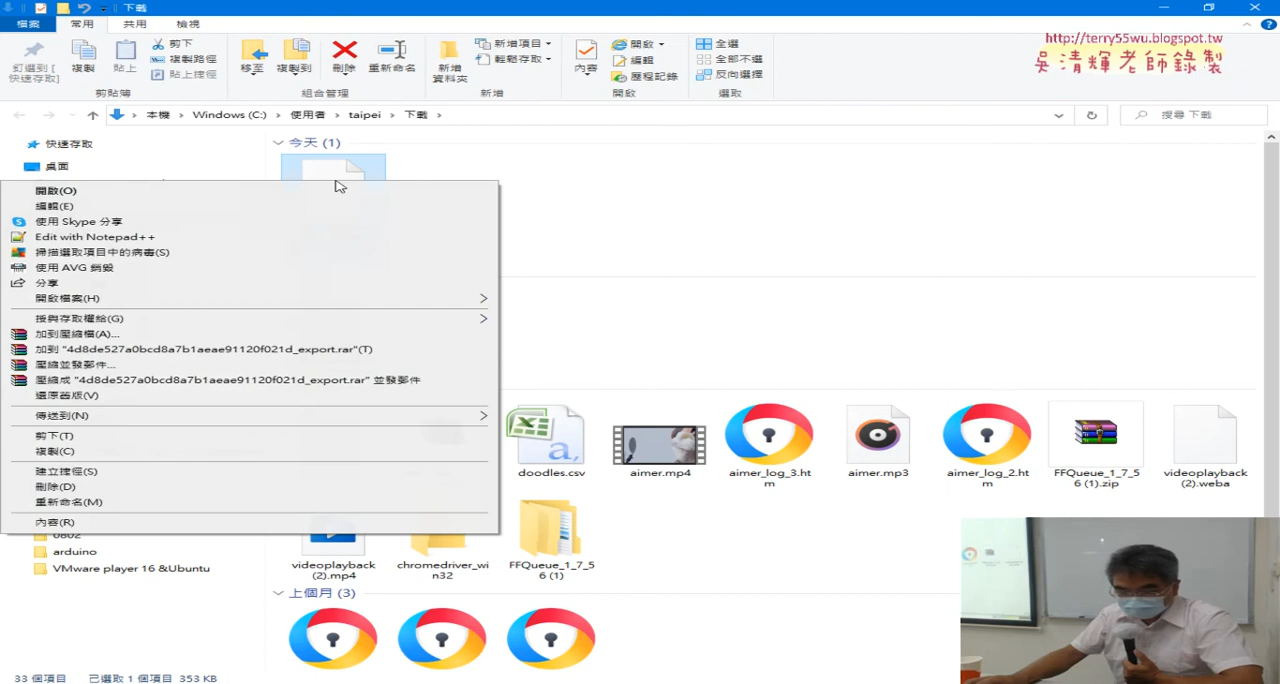 下載
檔案 常用 共用 檢視
http://terry55wu.blogspot.tw
吳清輝老師錄製
釘選到 [快速存取] 複製 貼上 剪下 複製路徑 貼上捷徑
移至 複製到 刪除 重新命名
新增資料夾 新增項目 輕鬆存取
內容 開啟 編輯 歷程記錄
全選 全部不選 反向選擇
剪貼簿 組合管理 新增 開啟 選取
本機 > Windows (C:) > 使用者 > taipei > 下載 >
搜尋 下載
快速存取
桌面
今天 (1)
開啟(O)
編輯(E)
使用 Skype 分享
Edit with Notepad++
掃描選取項目中的病毒(S)
使用 AVG 銷毀
分享
開啟檔案(H)
授與存取權給(G)
加到壓縮檔(A)...
加到 "4d8de527a0bcd8a7b1aeae91120f021d_export.rar"(T)
壓縮並發郵件...
壓縮成 "4d8de527a0bcd8a7b1aeae91120f021d_export.rar" 並發郵件
還原舊版(V)
傳送到(N)
剪下(T)
複製(C)
建立捷徑(S)
刪除(D)
重新命名(M)
內容(R)
0802
arduino
VMware player 16 &Ubuntu
doodles.csv
aimer.mp4
aimer_log_3.htm
aimer.mp3
aimer_log_2.htm
FFQueue_1_7_56 (1).zip
videoplayback (2).weba
videoplayback (2).mp4
chromedriver_win32
FFQueue_1_7_56 (1)
上個月 (3)
33 個項目 已選取 1 個項目 353 KB